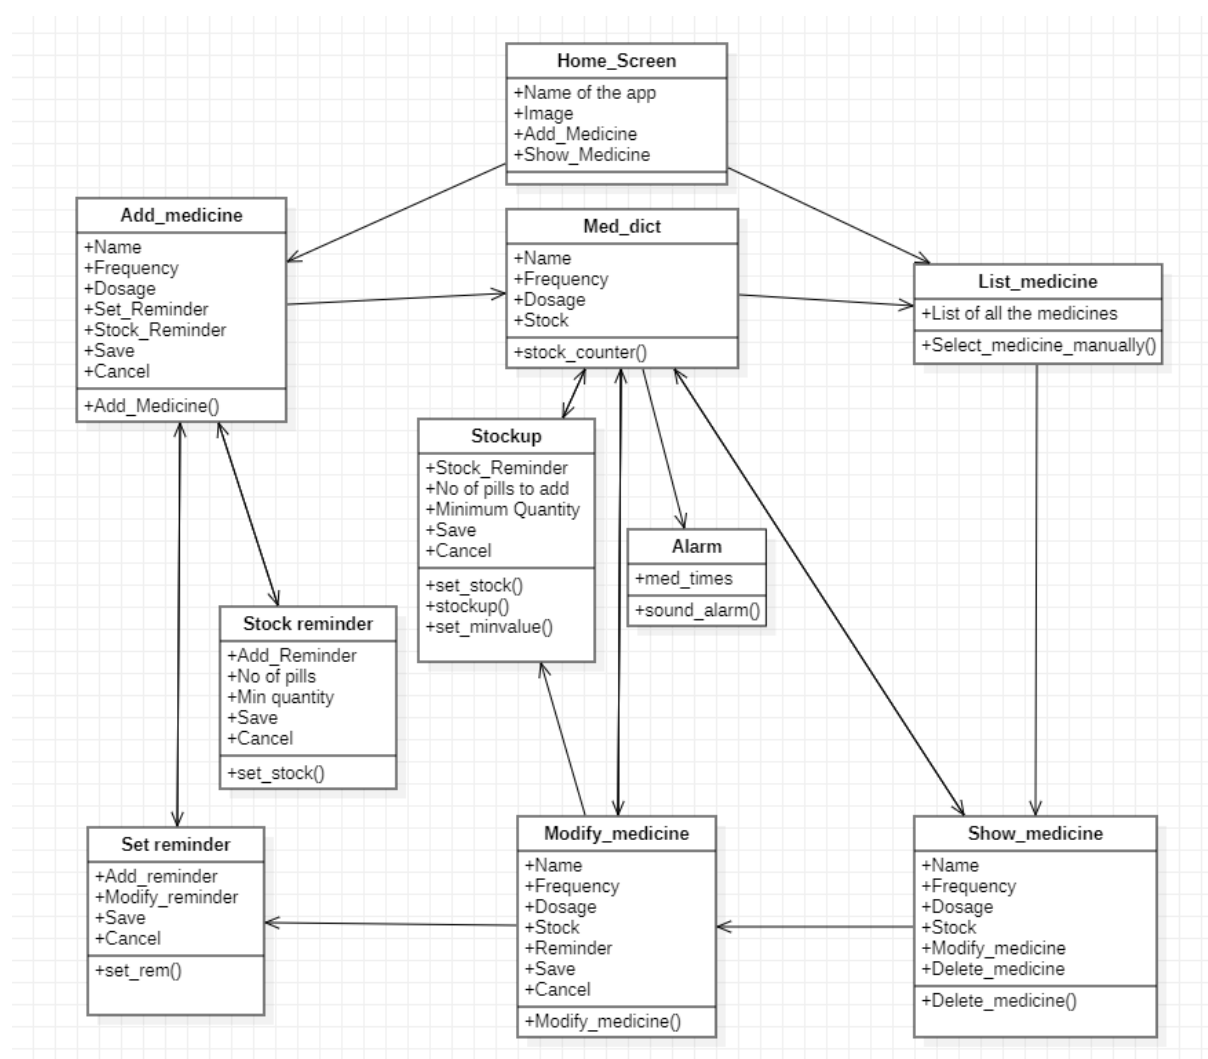 Home_Screen
+Name of the app
+Image
+Add_Medicine
+Show_Medicine
Add_medicine
+Name
+Frequency
+Dosage
+Set_Reminder
+Stock_Reminder
+Save
+Cancel
+Add_Medicine()
Med_dict
+Name
+Frequency
+Dosage
+Stock
+stock_counter()
List_medicine
+List of all the medicines
+Select_medicine_manually()
Stockup
+Stock_Reminder
+No of pills to add
+Minimum Quantity
+Save
+Cancel
+set_stock()
+stockup()
+set_minvalue()
Alarm
+med_times
+sound_alarm()
Stock reminder
+Add_Reminder
+No of pills
+Min quantity
+Save
+Cancel
+set_stock()
Set reminder
+Add_reminder
+Modify_reminder
+Save
+Cancel
+set_rem()
Modify_medicine
+Name
+Frequency
+Dosage
+Stock
+Reminder
+Save
+Cancel
+Modify_medicine()
Show_medicine
+Name
+Frequency
+Dosage
+Stock
+Modify_medicine
+Delete_medicine
+Delete_medicine()